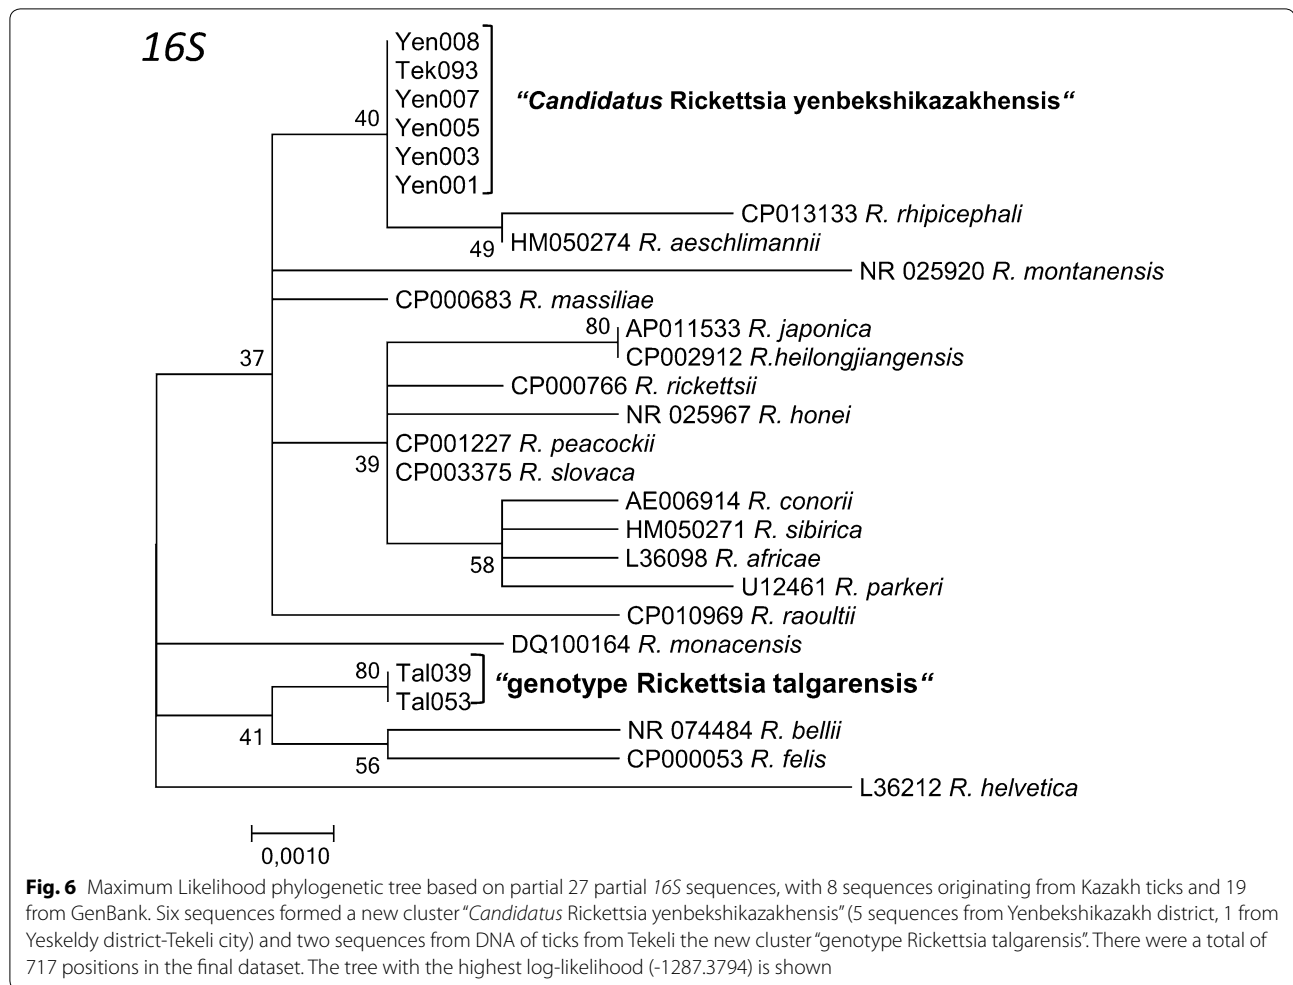 16S
Yen008
Tek093
Yen007
Yen005
Yen003
Yen001
“Candidatus Rickettsia yenbekshikazakhensis“
40
CP013133 R. rhipicephali
HM050274 R. aeschlimannii
49
NR 025920 R. montanensis
CP000683 R. massiliae
80
AP011533 R. japonica
CP002912 R.heilongjiangensis
37
CP000766 R. rickettsii
NR 025967 R. honei
CP001227 R. peacockii
39
CP003375 R. slovaca
AE006914 R. conorii
HM050271 R. sibirica
L36098 R. africae
58
U12461 R. parkeri
CP010969 R. raoultii
DQ100164 R. monacensis
80
Tal039
Tal053
“genotype Rickettsia talgarensis“
41
NR 074484 R. bellii
56
CP000053 R. felis
L36212 R. helvetica
0,0010
Fig. 6 Maximum Likelihood phylogenetic tree based on partial 27 partial 16S sequences, with 8 sequences originating from Kazakh ticks and 19
from GenBank. Six sequences formed a new cluster “Candidatus Rickettsia yenbekshikazakhensis” (5 sequences from Yenbekshikazakh district, 1 from
Yeskeldy district-Tekeli city) and two sequences from DNA of ticks from Tekeli the new cluster “genotype Rickettsia talgarensis”. There were a total of
717 positions in the final dataset. The tree with the highest log-likelihood (-1287.3794) is shown